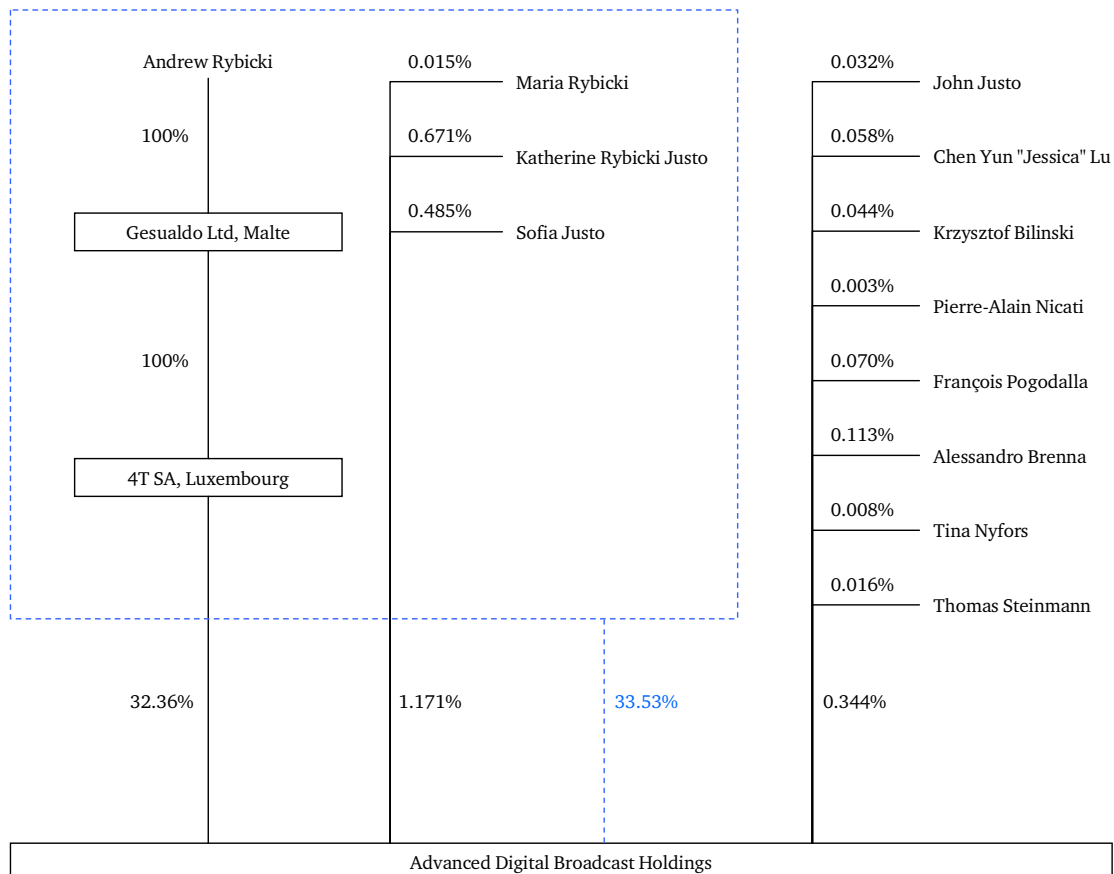 Andrew Rybicki
100%
Gesualdo Ltd, Malte
100%
4T SA, Luxembourg
32.36%
0.015%
Maria Rybicki
0.671%
Katherine Rybicki Justo
0.485%
Sofia Justo
1.171%
33.53%
0.032%
John Justo
0.058%
Chen Yun "Jessica" Lu
0.044%
Krzysztof Bilinski
0.003%
Pierre-Alain Nicati
0.070%
François Pogodalla
0.113%
Alessandro Brenna
0.008%
Tina Nyfors
0.016%
Thomas Steinmann
0.344%
Advanced Digital Broadcast Holdings